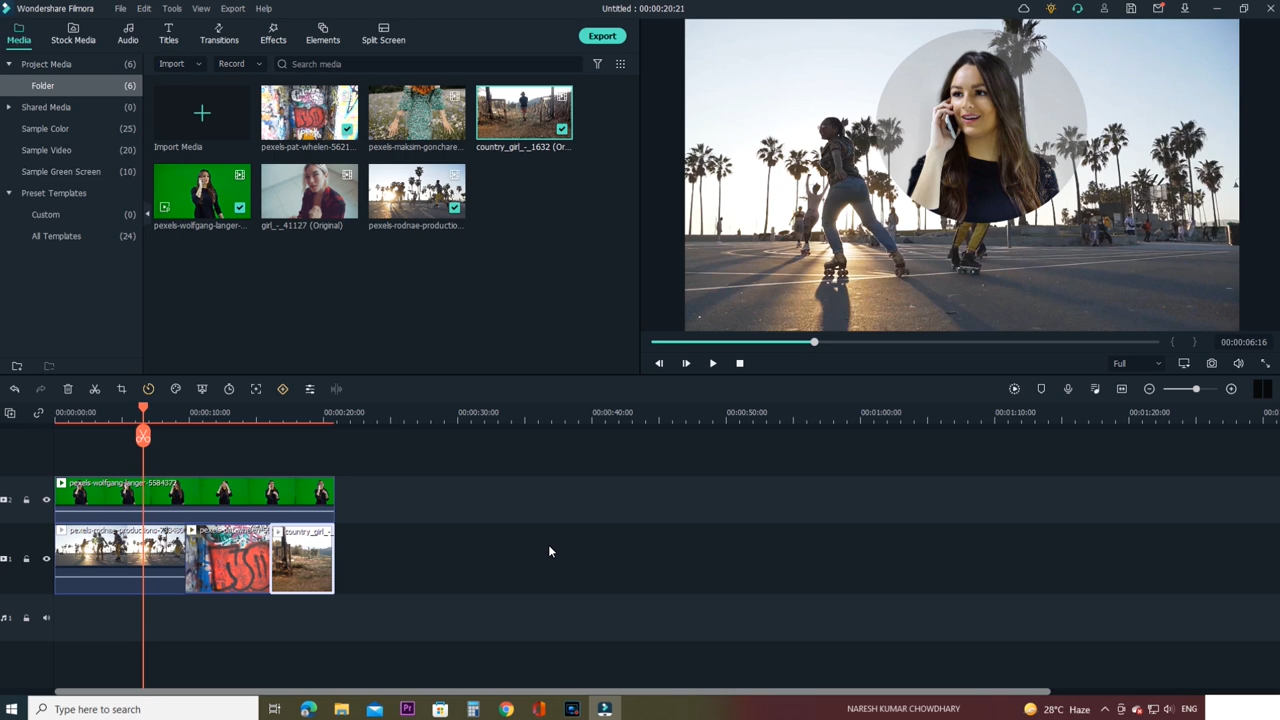 Wondershare Filmora File Edit Tools View Export Help Untitled : 00:00:20:21
Media Stock Media Audio Titles Transitions Effects Elements Split Screen Export
Project Media (6) Import Record Search media
Folder (6)
Shared Media (0)
Sample Color (25)
Sample Video (20)
Sample Green Screen (10)
Preset Templates
Custom (0)
All Templates (24)
Import Media pexels-pat-whelen-5621... pexels-maksim-gonchare... country_girl_-_1632 (Or...
pexels-wolfgang-langer-... girl_-_41127 (Original) pexels-rodnae-productio...
00:00:06:16
Full
00:00:00:00 00:00:10:00 00:00:20:00 00:00:30:00 00:00:40:00 00:00:50:00 00:01:00:00 00:01:10:00 00:01:20:00
2 pexels-wolfgang-langer-5584372
1 pexels-rodnae-productions- country_girl_-_
1
Type here to search NARESH KUMAR CHOWDHARY 28°C Haze ENG